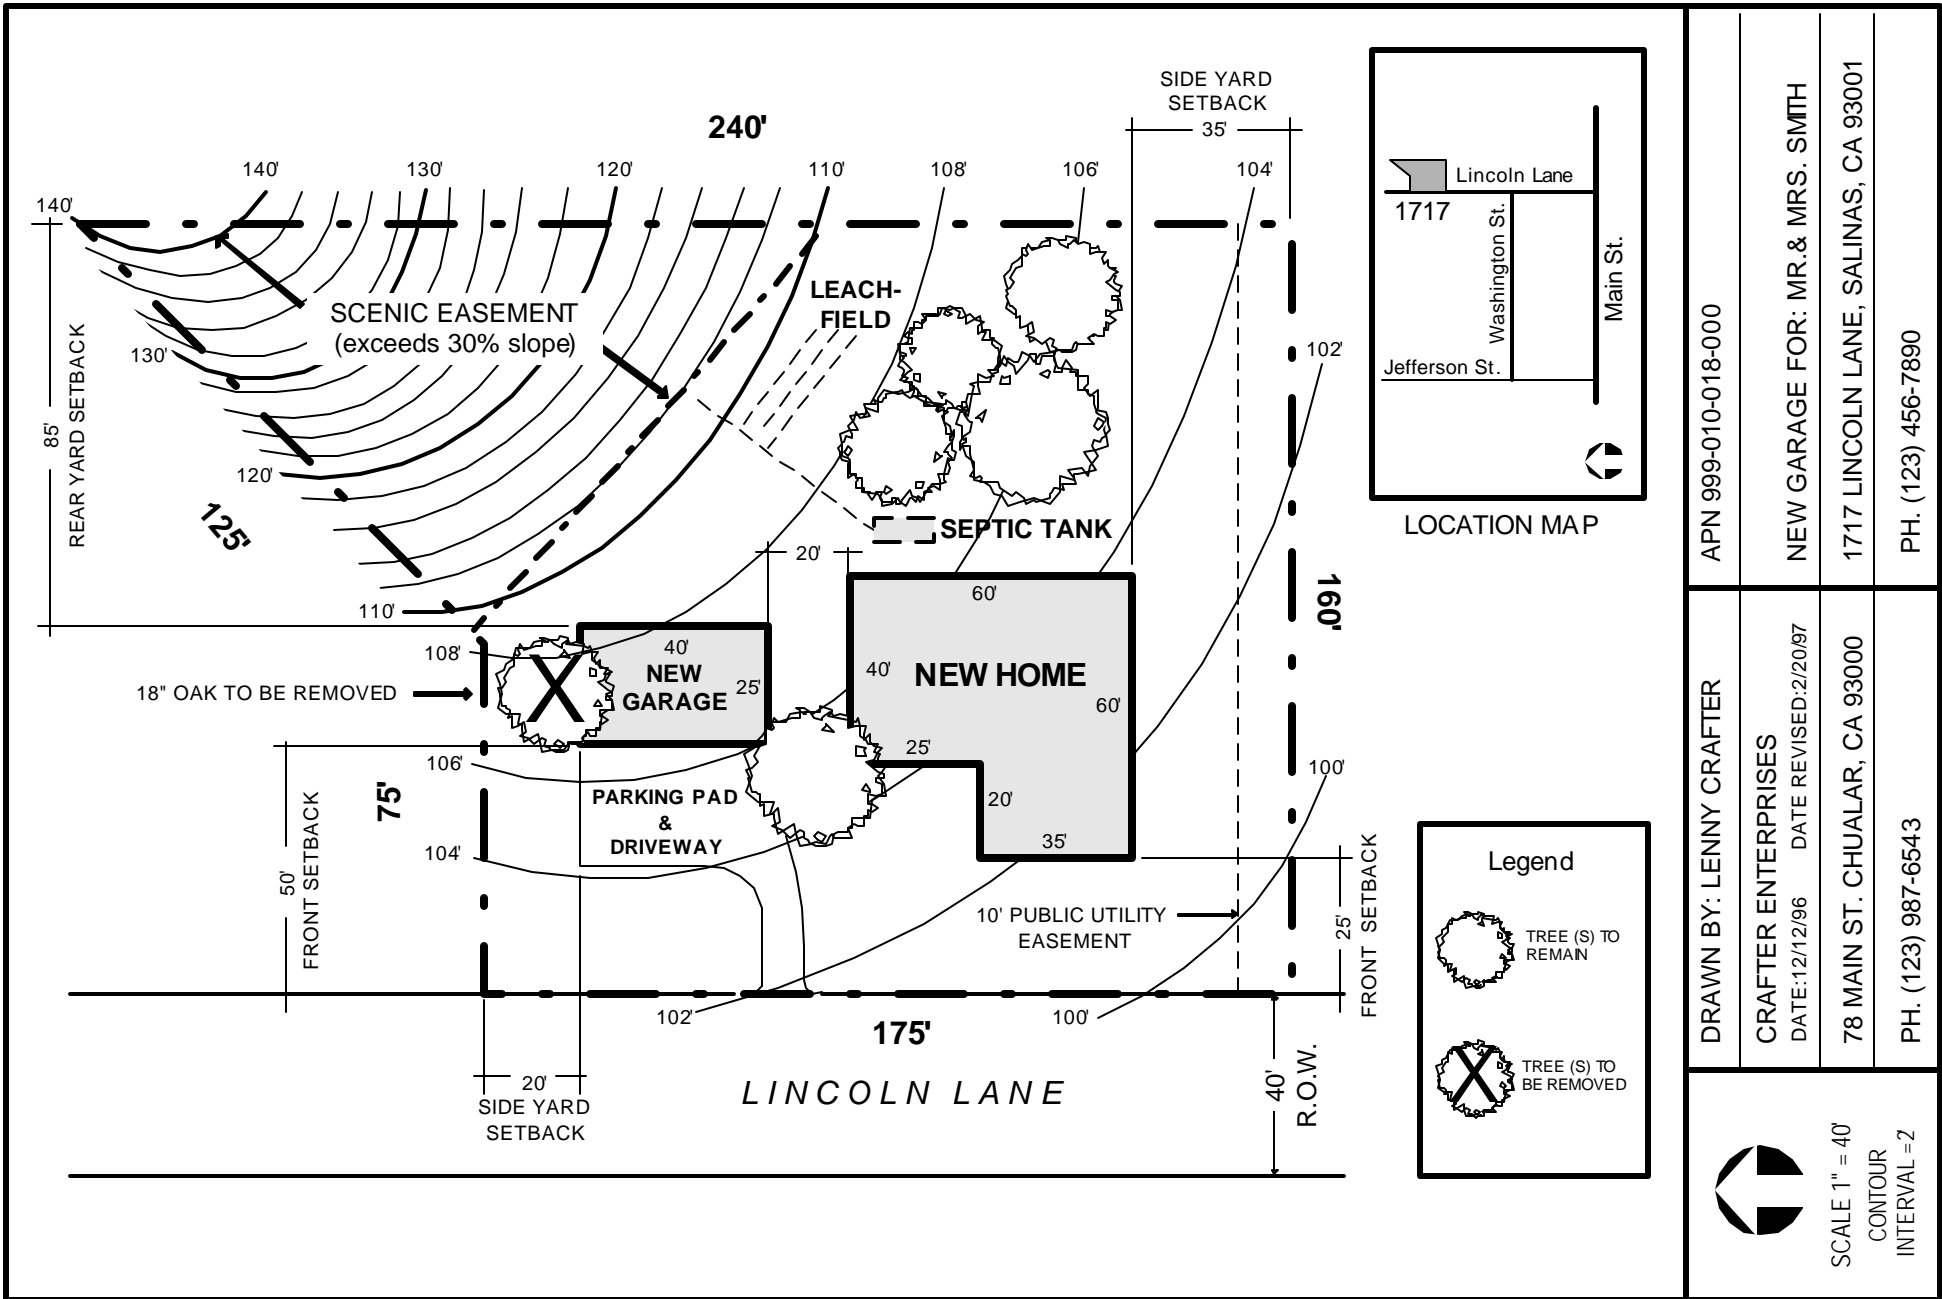 240'
SIDE YARD
SETBACK
35'
140'
130'
120'
110'
108'
106'
104'
140'
SCENIC EASEMENT
(exceeds 30% slope)
LEACH-
FIELD
130'
102'
85'
REAR YARD SETBACK
120'
125'
SEPTIC TANK
20'
110'
60'
160'
108'
40'
NEW
GARAGE
25'
40'
NEW HOME
60'
18" OAK TO BE REMOVED
106'
25'
100'
75'
PARKING PAD
&
DRIVEWAY
20'
35'
104'
50'
FRONT SETBACK
10' PUBLIC UTILITY
EASEMENT
25'
FRONT SETBACK
102'
175'
100'
20'
SIDE YARD
SETBACK
LINCOLN LANE
40'
R.O.W.
Lincoln Lane
1717
Washington St.
Main St.
Jefferson St.
LOCATION MAP
Legend
TREE (S) TO
REMAIN
TREE (S) TO
BE REMOVED
APN 999-010-018-000
NEW GARAGE FOR: MR.& MRS. SMITH
1717 LINCOLN LANE, SALINAS, CA 93001
PH. (123) 456-7890
DRAWN BY: LENNY CRAFTER
CRAFTER ENTERPRISES
DATE:12/12/96 DATE REVISED:2/20/97
78 MAIN ST. CHUALAR, CA 93000
PH. (123) 987-6543
SCALE 1" = 40'
CONTOUR
INTERVAL =2'